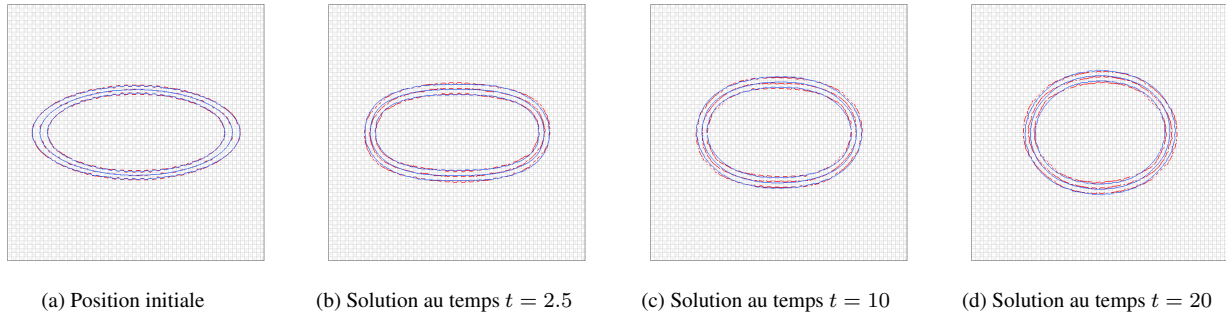 (a) Position initiale
(b) Solution au temps t = 2.5
(c) Solution au temps t = 10
(d) Solution au temps t = 20